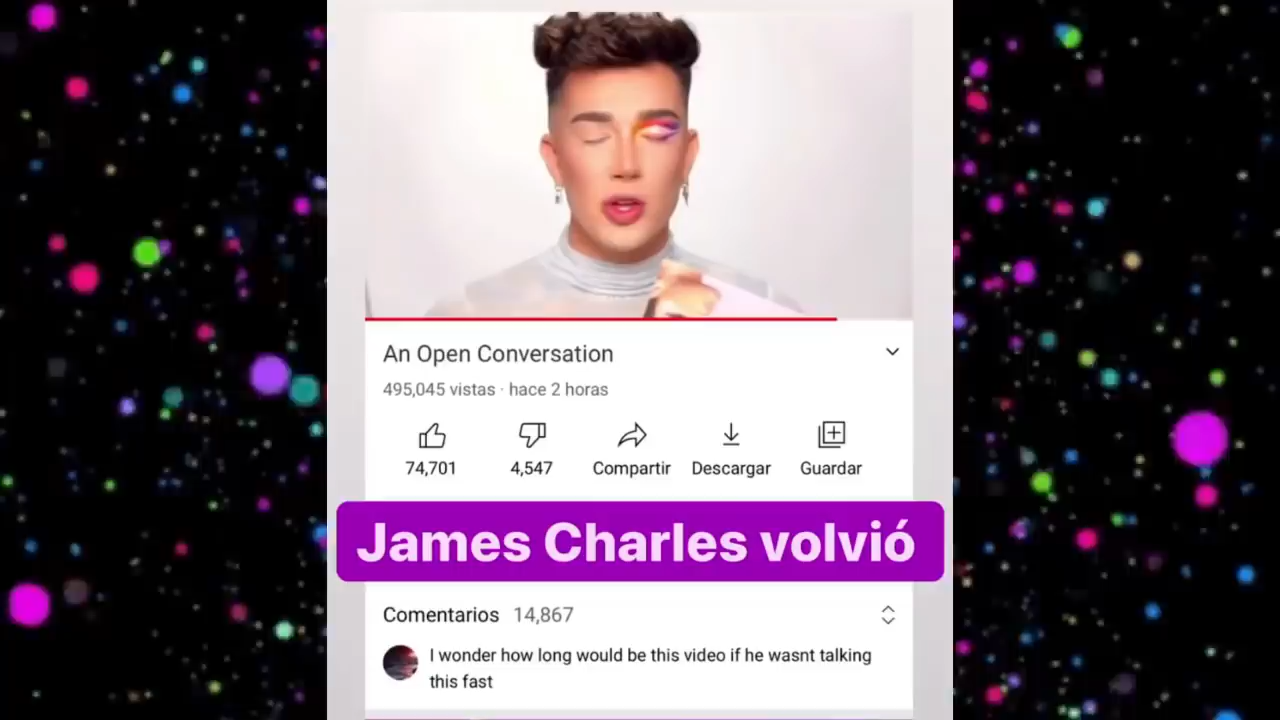 An Open Conversation
495,045 vistas · hace 2 horas
74,701
4,547
Compartir
Descargar
Guardar
James Charles volvió
Comentarios 14,867
I wonder how long would be this video if he wasnt talking
this fast